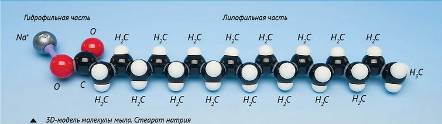 Гидрофильная часть
Липофильная часть
Na⁺
O
O
C
H₂C H₂C H₂C H₂C H₂C H₂C H₂C H₂C
H₂C H₂C H₂C H₂C H₂C H₂C H₂C H₂C
H₃C
▲ 3D-модель молекулы мыла. Стеарат натрия